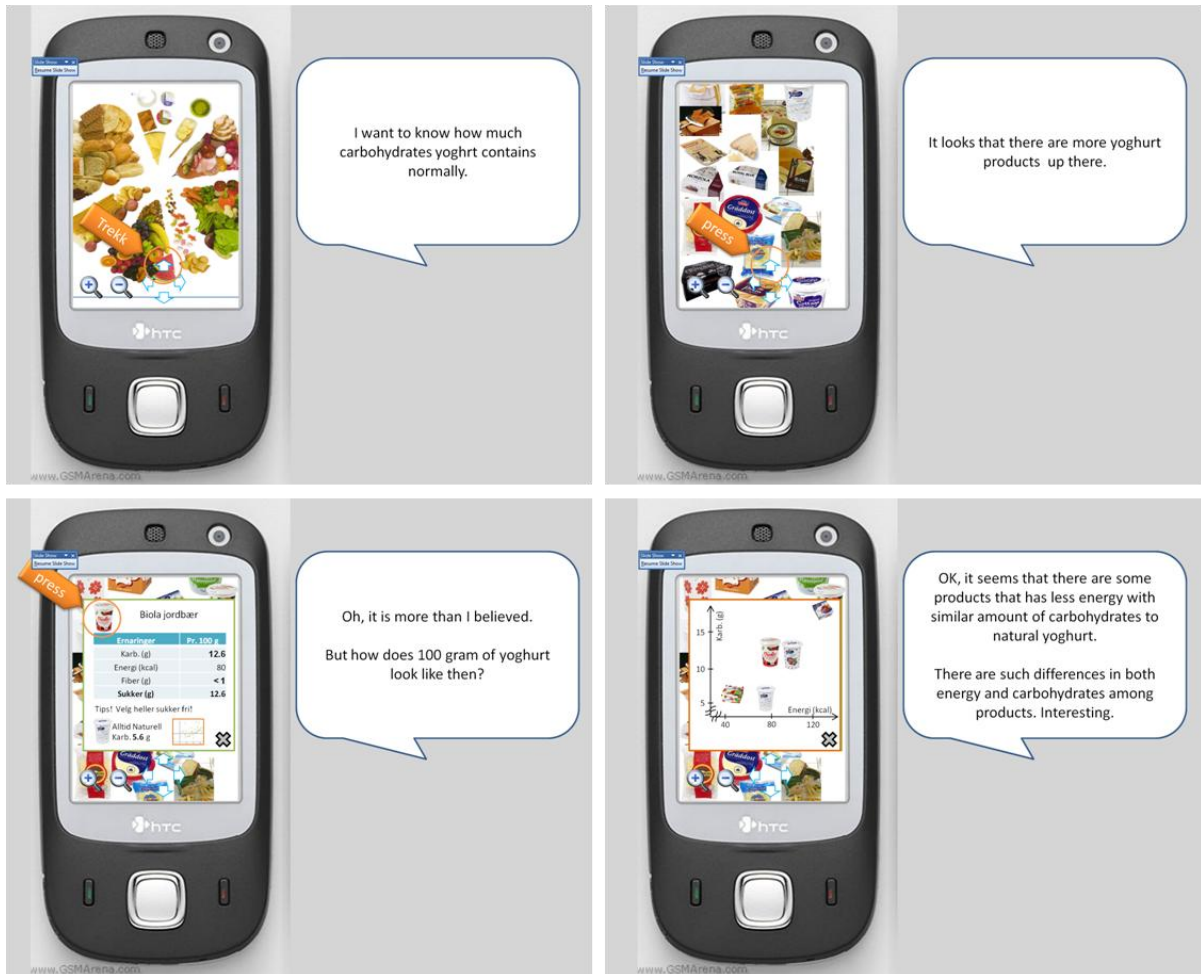 Slide Show
Resume Slide Show
Trekk
hTC
www.GSMArena.com
I want to know how much
carbohydrates yoghrt contains
normally.
Slide Show
Resume Slide Show
press
Gräddost
hTC
www.GSMArena.com
It looks that there are more yoghurt
products up there.
Slide Show
Resume Slide Show
press
Biola jordbær
Ernaringer Pr. 100 g
Karb. (g) 12.6
Energi (kcal) 80
Fiber (g) < 1
Sukker (g) 12.6
Tips! Velg heller sukker fri!
Alltid Naturell
Karb. 5.6 g
Gräddost
hTC
www.GSMArena.com
Oh, it is more than I believed.
But how does 100 gram of yoghurt
look like then?
Slide Show
Resume Slide Show
Karb. (g)
15
10
5
Energi (kcal)
40 80 120
Gräddost
hTC
www.GSMArena.com
OK, it seems that there are some
products that has less energy with
similar amount of carbohydrates to
natural yoghurt.
There are such differences in both
energy and carbohydrates among
products. Interesting.